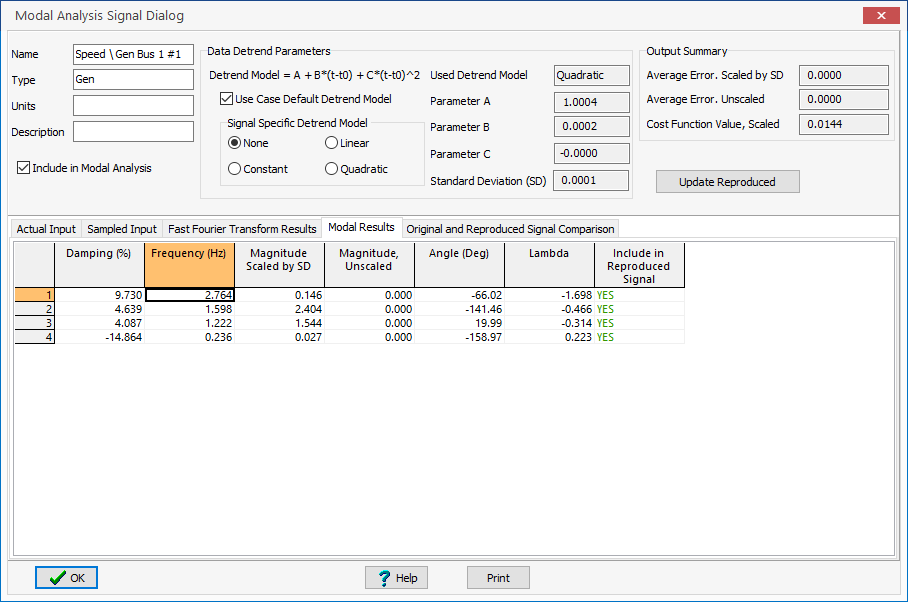 Modal Analysis Signal Dialog
Name
Speed \ Gen Bus 1 #1
Type
Gen
Units
Description
Include in Modal Analysis
Data Detrend Parameters
Detrend Model = A + B*(t-t0) + C*(t-t0)^2
Use Case Default Detrend Model
Signal Specific Detrend Model
None
Linear
Constant
Quadratic
Used Detrend Model
Quadratic
Parameter A
1.0004
Parameter B
0.0002
Parameter C
-0.0000
Standard Deviation (SD)
0.0001
Output Summary
Average Error. Scaled by SD
0.0000
Average Error. Unscaled
0.0000
Cost Function Value, Scaled
0.0144
Update Reproduced
Actual Input
Sampled Input
Fast Fourier Transform Results
Modal Results
Original and Reproduced Signal Comparison
Damping (%)
Frequency (Hz)
Magnitude
Scaled by SD
Magnitude,
Unscaled
Angle (Deg)
Lambda
Include in
Reproduced
Signal
1 9.730 2.764 0.146 0.000 -66.02 -1.698 YES
2 4.639 1.598 2.404 0.000 -141.46 -0.466 YES
3 4.087 1.222 1.544 0.000 19.99 -0.314 YES
4 -14.864 0.236 0.027 0.000 -158.97 0.223 YES
OK
? Help
Print